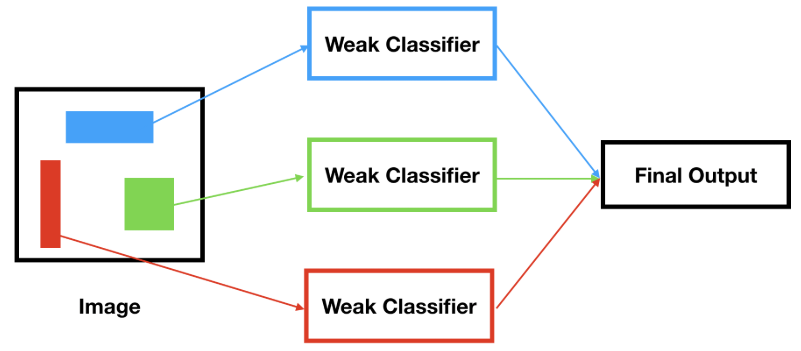 Weak Classifier
Weak Classifier
Final Output
Image
Weak Classifier